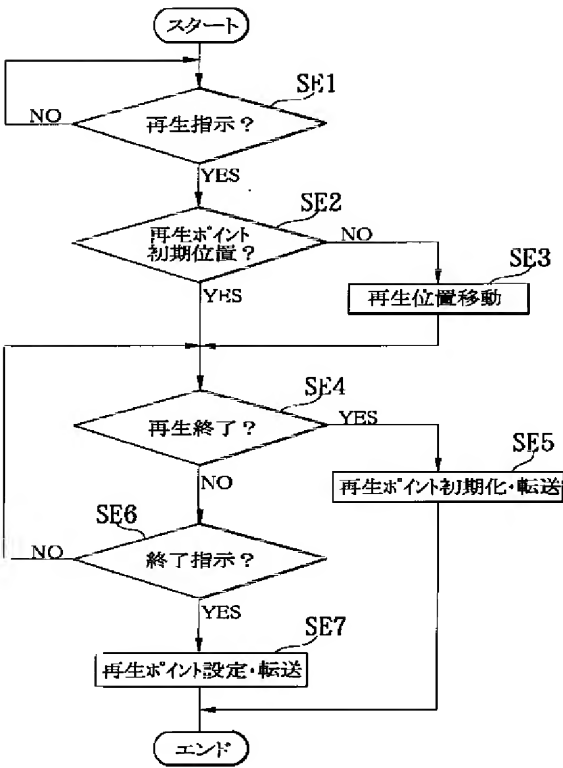 スタート
SE1
NO
再生指示?
YES
SE2
再生ポイント
初期位置?
NO
SE3
YES
再生位置移動
SE4
再生終了?
YES
SE5
NO
再生ポイント初期化・転送
SE6
NO
終了指示?
YES
SE7
再生ポイント設定・転送
エンド